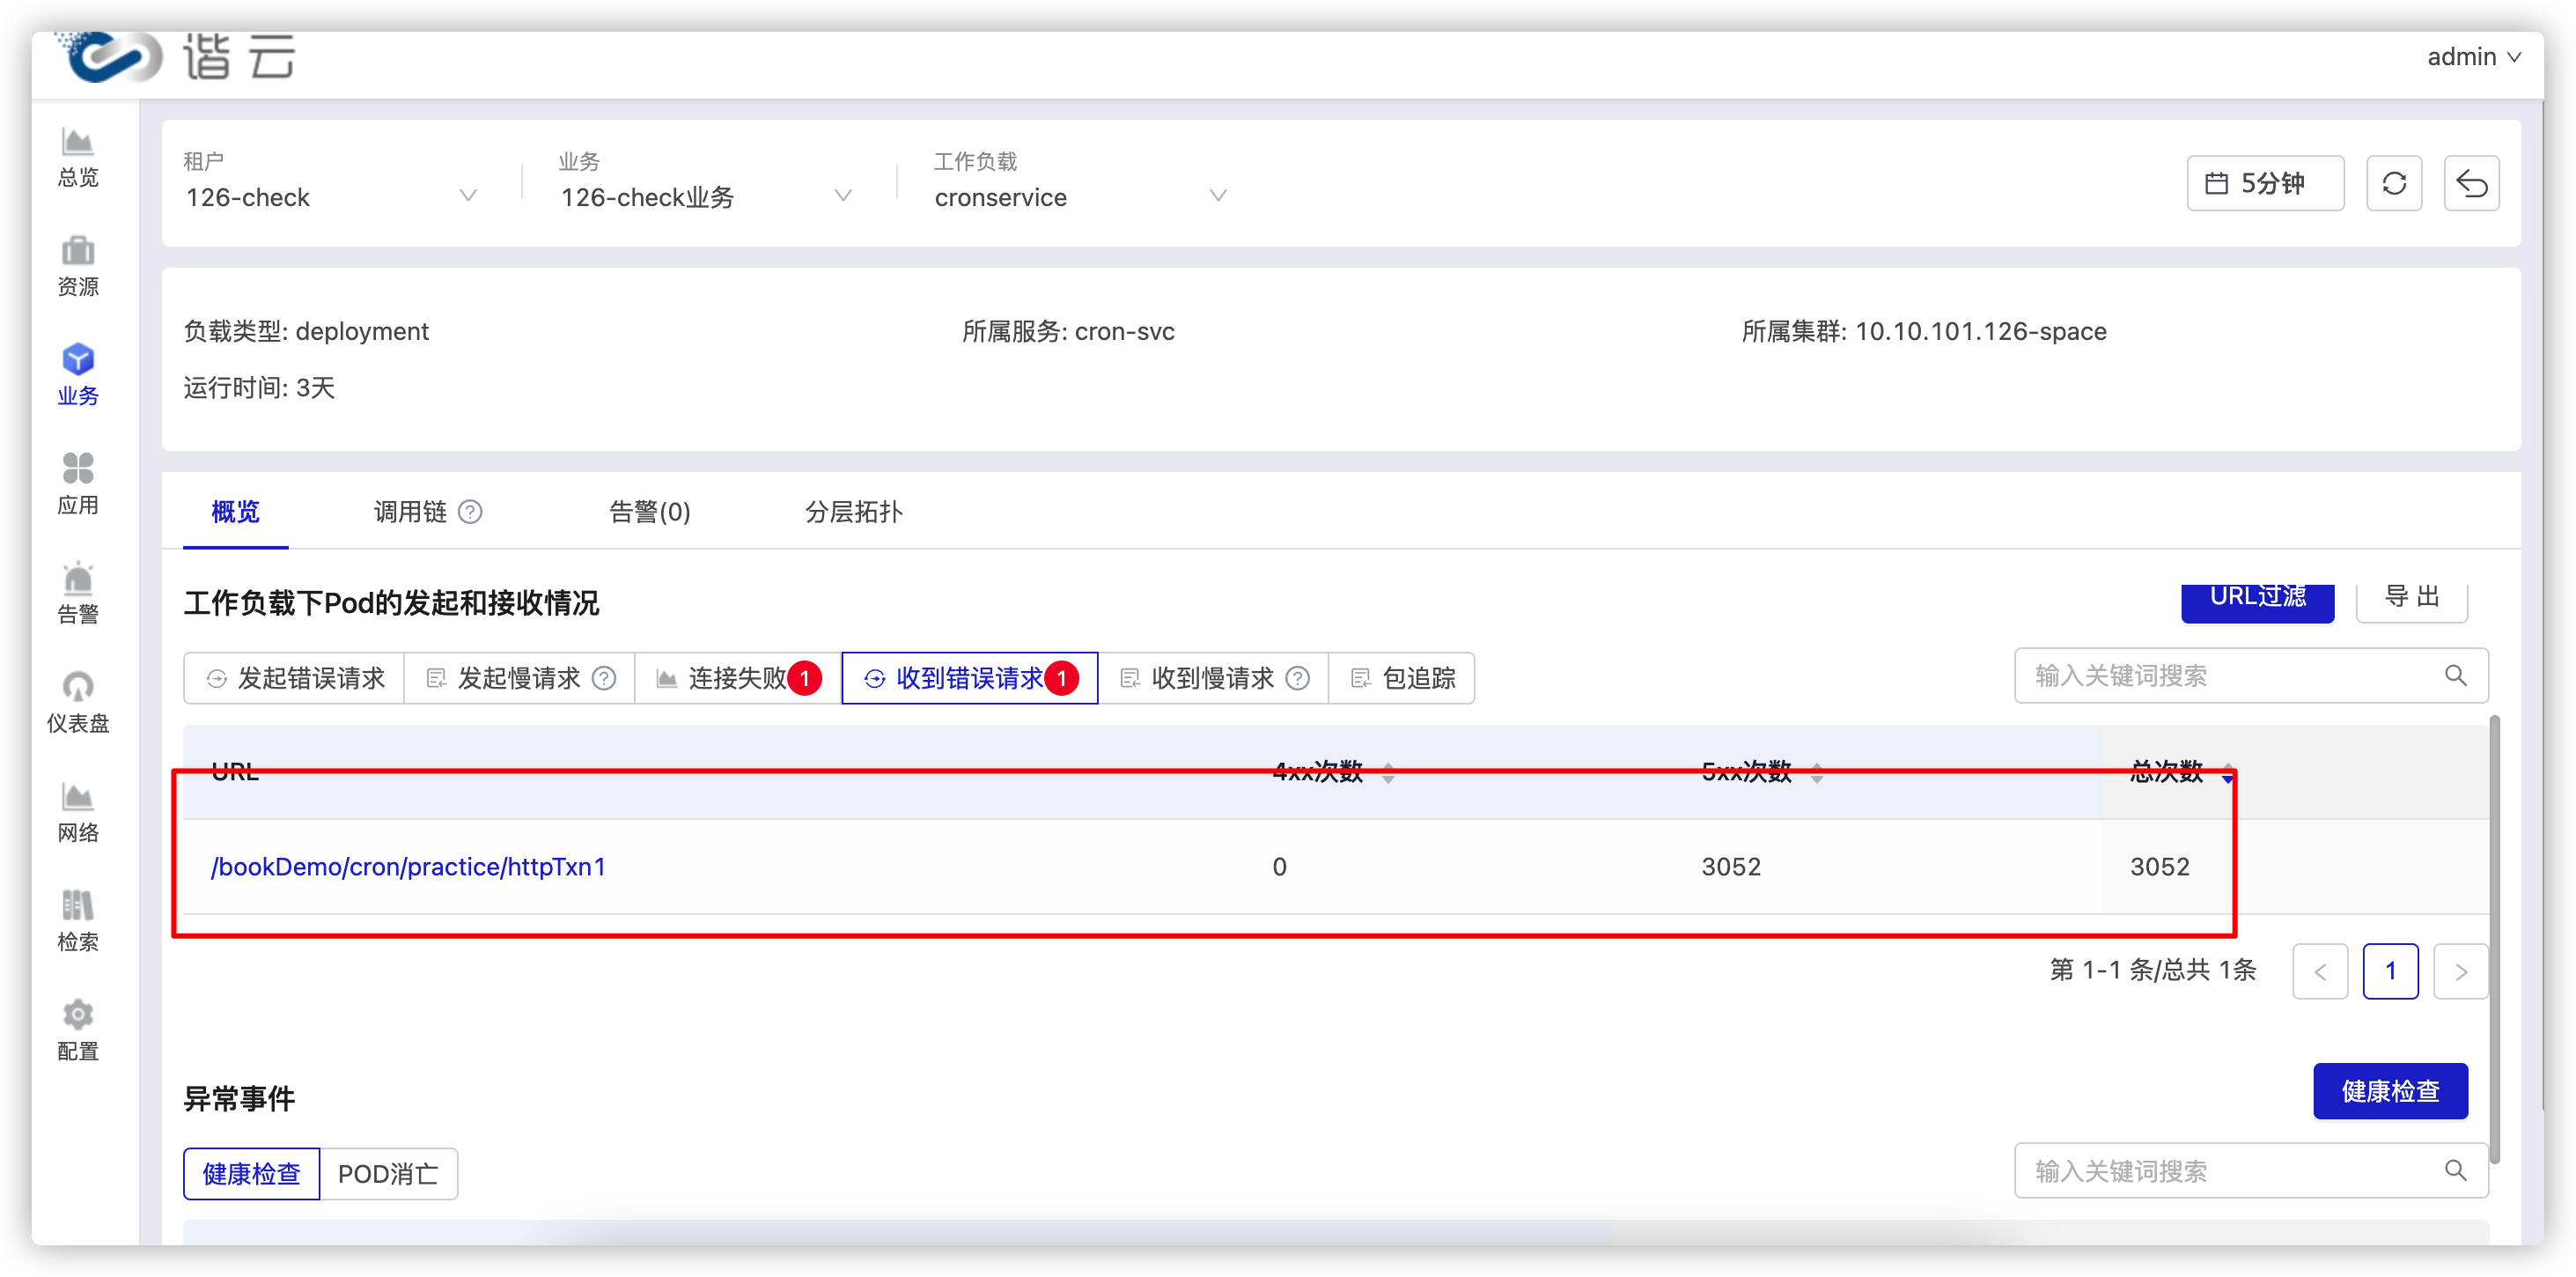 谐云
admin
总览
资源
业务
应用
告警
仪表盘
网络
检索
配置
租户
126-check
业务
126-check业务
工作负载
cronservice
5分钟
负载类型: deployment
所属服务: cron-svc
所属集群: 10.10.101.126-space
运行时间: 3天
概览
调用链
告警(0)
分层拓扑
工作负载下Pod的发起和接收情况
URL过滤
导 出
发起错误请求
发起慢请求
连接失败 1
收到错误请求 1
收到慢请求
包追踪
输入关键词搜索
URL
4xx次数
5xx次数
总次数
/bookDemo/cron/practice/httpTxn1
0
3052
3052
第 1-1 条/总共 1条
<
1
>
异常事件
健康检查
健康检查
POD消亡
输入关键词搜索